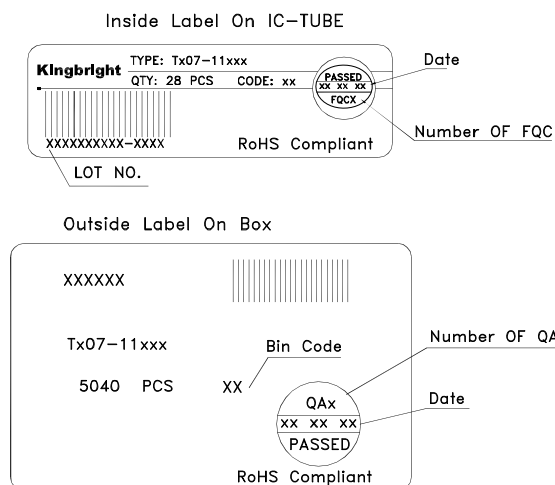 Inside Label On IC-TUBE
Kingbright
TYPE: Tx07-11xxx
QTY: 28 PCS CODE: xx
PASSED
xx xx xx
FQCX
Date
Number OF FQC
XXXXXXXXXX-XXXX
RoHS Compliant
LOT NO.
Outside Label On Box
XXXXXX
Tx07-11xxx
Bin Code
Number OF QA
5040 PCS XX
QAx
xx xx xx
PASSED
Date
RoHS Compliant